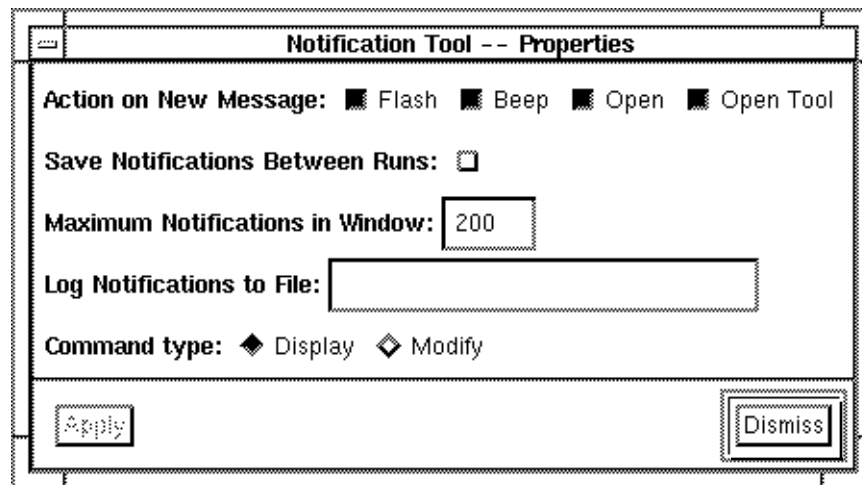 Notification Tool -- Properties
Action on New Message: Flash Beep Open Open Tool
Save Notifications Between Runs:
Maximum Notifications in Window: 200
Log Notifications to File:
Command type: Display Modify
Apply Dismiss